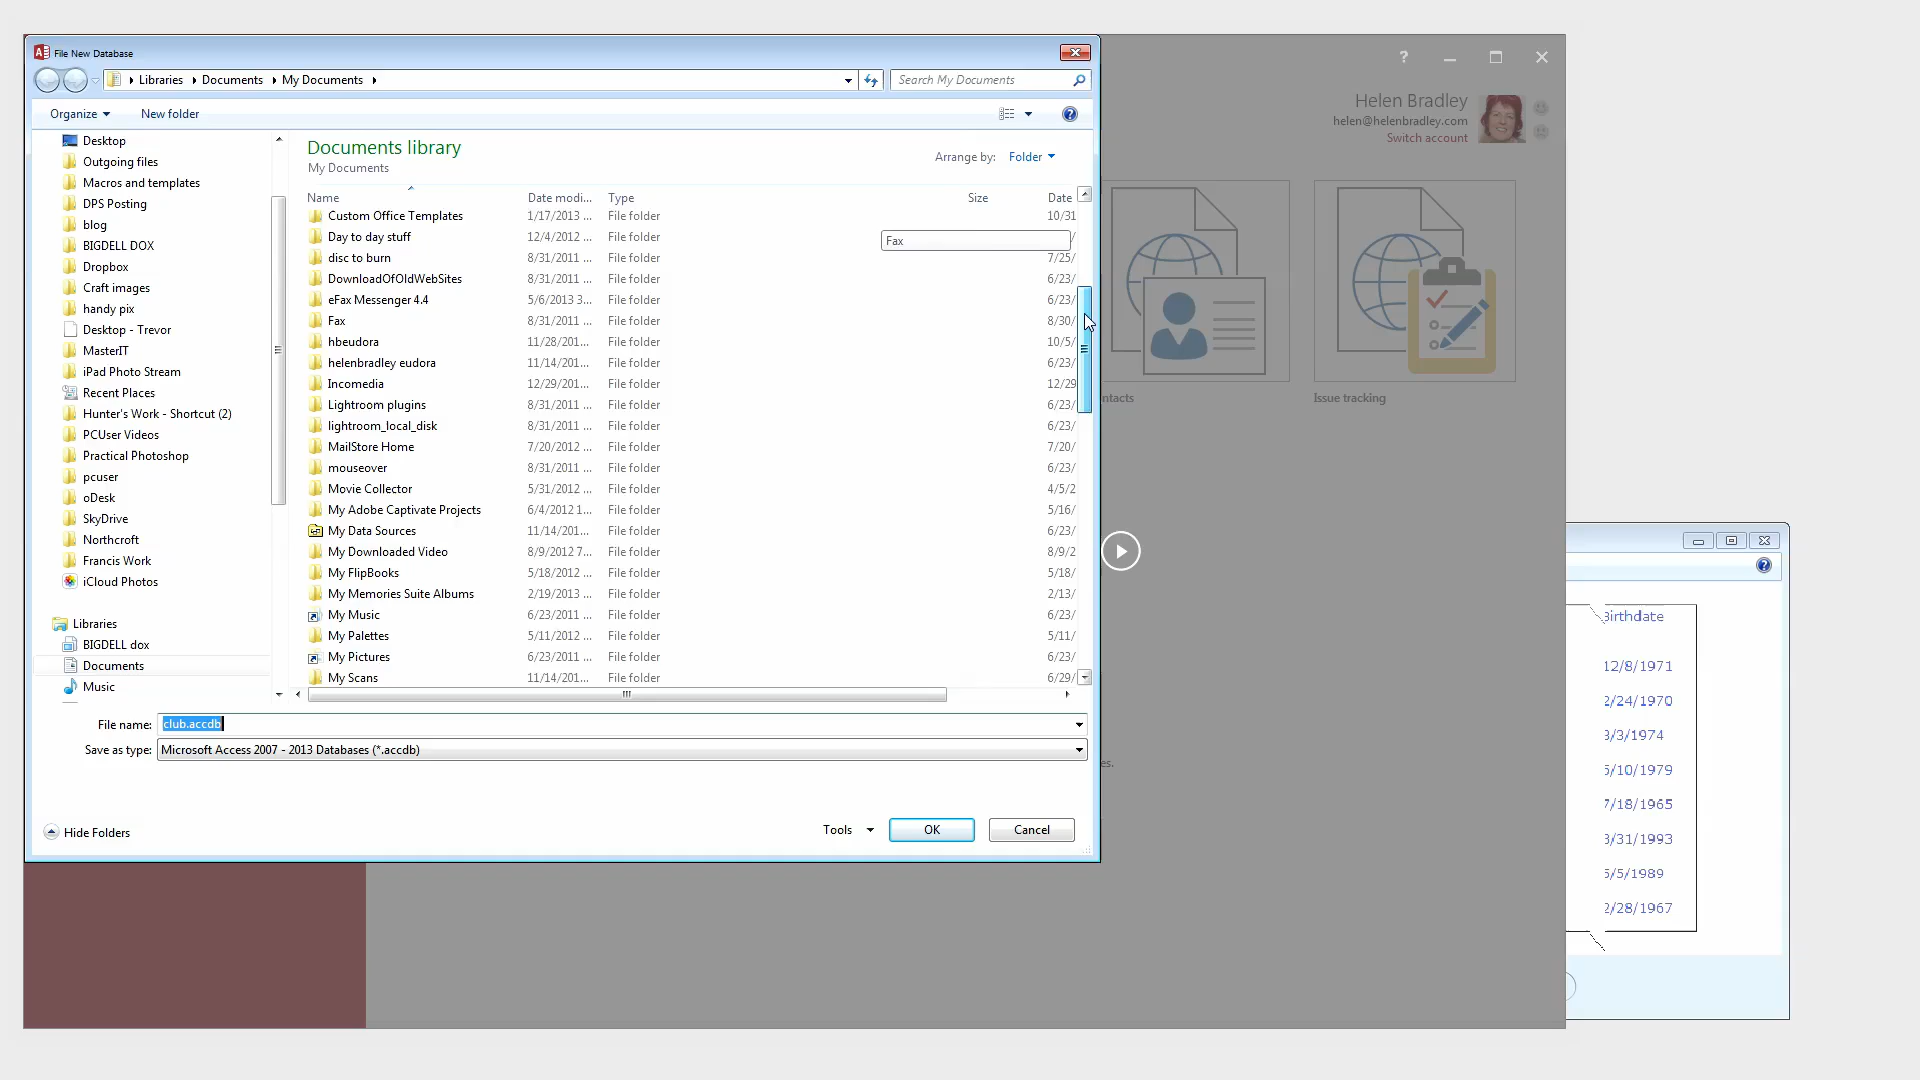 File New Database
Libraries Documents My Documents
Search My Documents
?
Helen Bradley
helen@helenbradley.com
Switch account
Organize New folder
Desktop
Outgoing files
Macros and templates
DPS Posting
blog
BIGDELL DOX
Dropbox
Craft images
handy pix
Desktop - Trevor
MasterIT
iPad Photo Stream
Recent Places
Hunter's Work - Shortcut (2)
PCUser Videos
Practical Photoshop
pcuser
oDesk
SkyDrive
Northcroft
Francis Work
iCloud Photos
Libraries
BIGDELL dox
Documents
Music
Documents library
My Documents
Arrange by: Folder
Name Date modi... Type Size Date
Custom Office Templates 1/17/2013 ... File folder 10/31
Day to day stuff 12/4/2012 ... File folder /
Fax
disc to burn 8/31/2011 ... File folder 7/25/
DownloadOfOldWebSites 8/31/2011 ... File folder 6/23/
eFax Messenger 4.4 5/6/2013 3... File folder 6/23/
Fax 8/31/2011 ... File folder 8/30/
hbeudora 11/28/201... File folder 10/5/
helenbradley eudora 11/14/201... File folder 6/23/
Incomedia 12/29/201... File folder 12/29
Lightroom plugins 8/31/2011 ... File folder 6/23/
lightroom_local_disk 8/31/2011 ... File folder 6/23/
MailStore Home 7/20/2012 ... File folder 7/20/
mouseover 8/31/2011 ... File folder 6/23/
Movie Collector 5/31/2012 ... File folder 4/5/2
My Adobe Captivate Projects 6/4/2012 1... File folder 5/16/
My Data Sources 11/14/201... File folder 6/23/
My Downloaded Video 8/9/2012 7... File folder 8/9/2
My FlipBooks 5/18/2012 ... File folder 5/18/
My Memories Suite Albums 2/19/2013 ... File folder 2/13/
My Music 6/23/2011 ... File folder 6/23/
My Palettes 5/11/2012 ... File folder 5/11/
My Pictures 6/23/2011 ... File folder 6/23/
My Scans 11/14/201... File folder 6/29/
File name: club.accdb
Save as type: Microsoft Access 2007 - 2013 Databases (*.accdb)
Hide Folders
Tools OK Cancel
ntacts
Issue tracking
es.
Birthdate
12/8/1971
2/24/1970
3/3/1974
5/10/1979
7/18/1965
3/31/1993
5/5/1989
2/28/1967